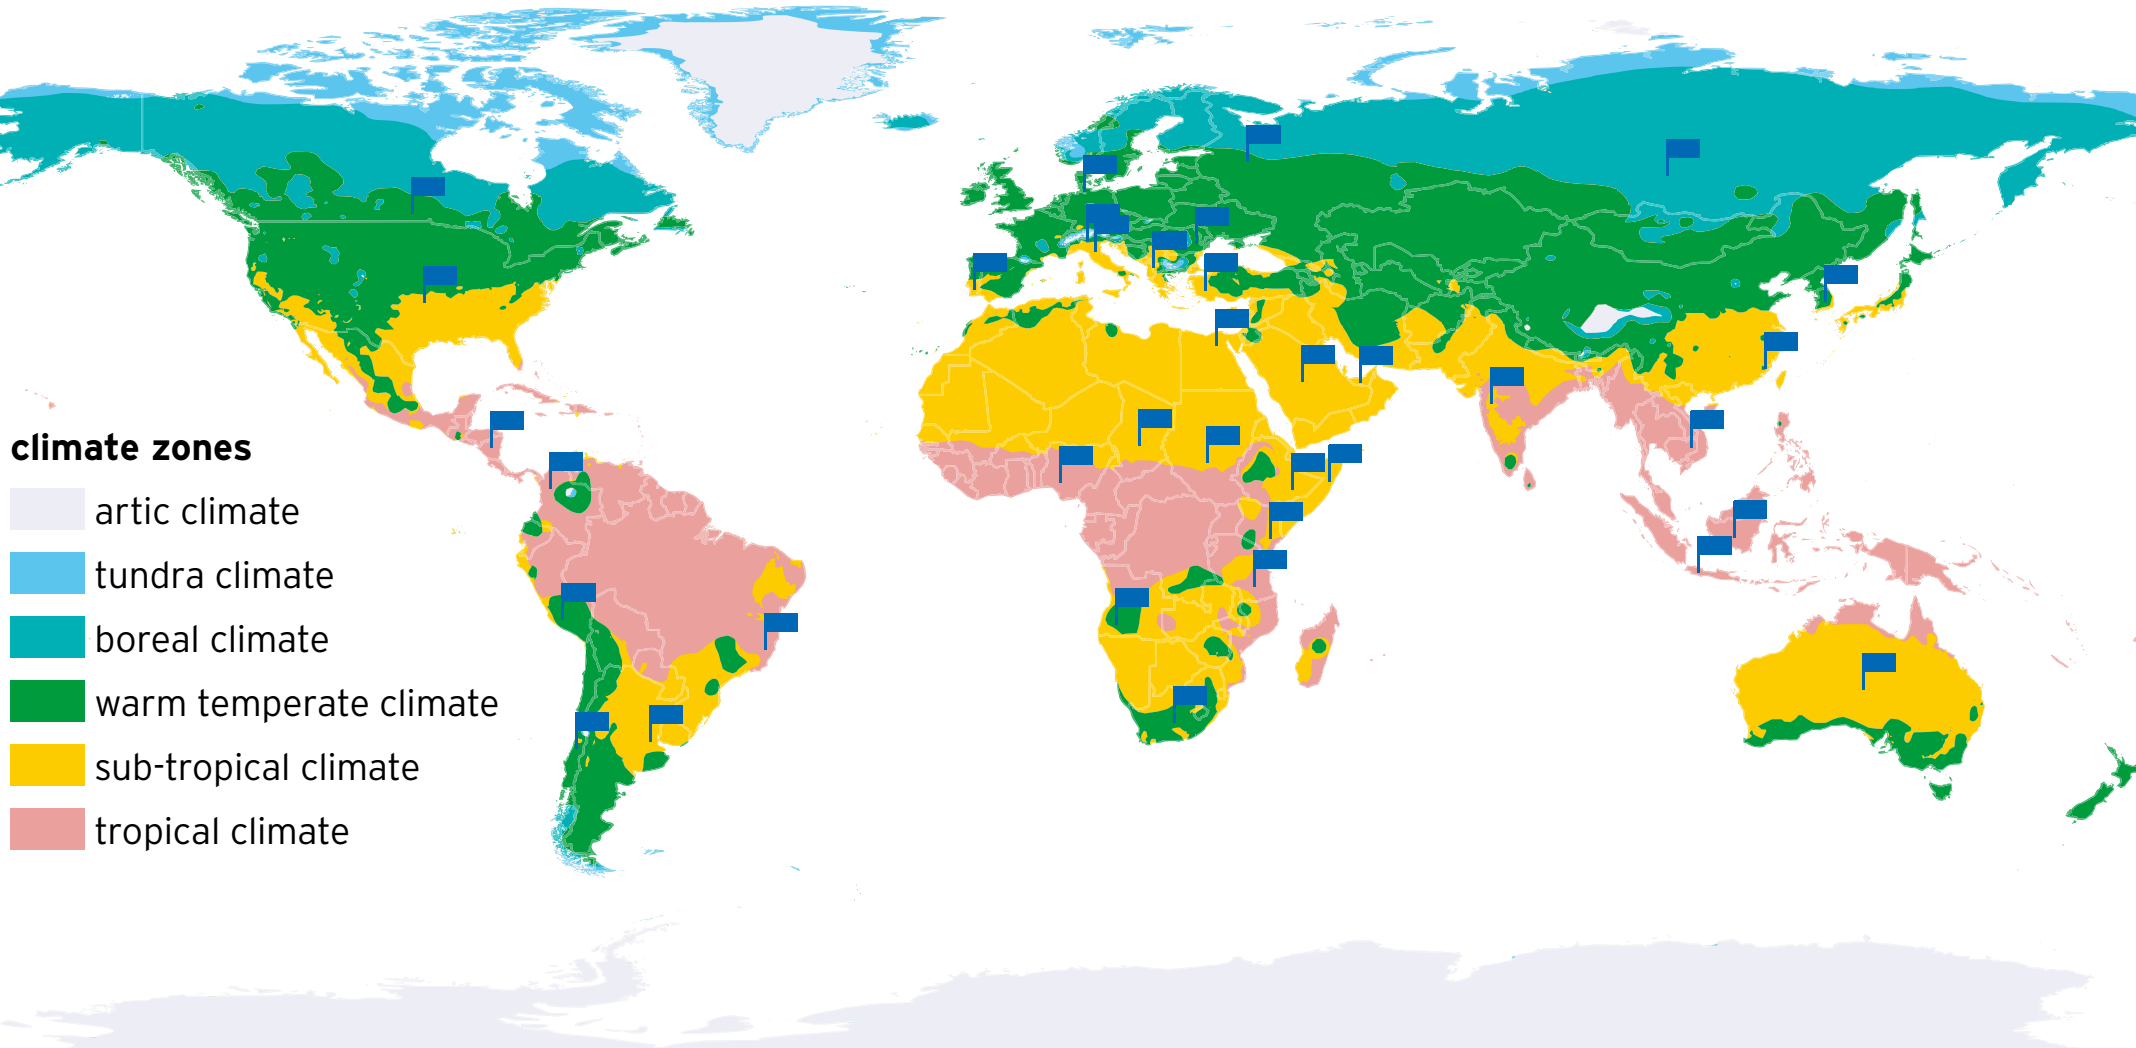 climate zones
artic climate
tundra climate
boreal climate
warm temperate climate
sub-tropical climate
tropical climate